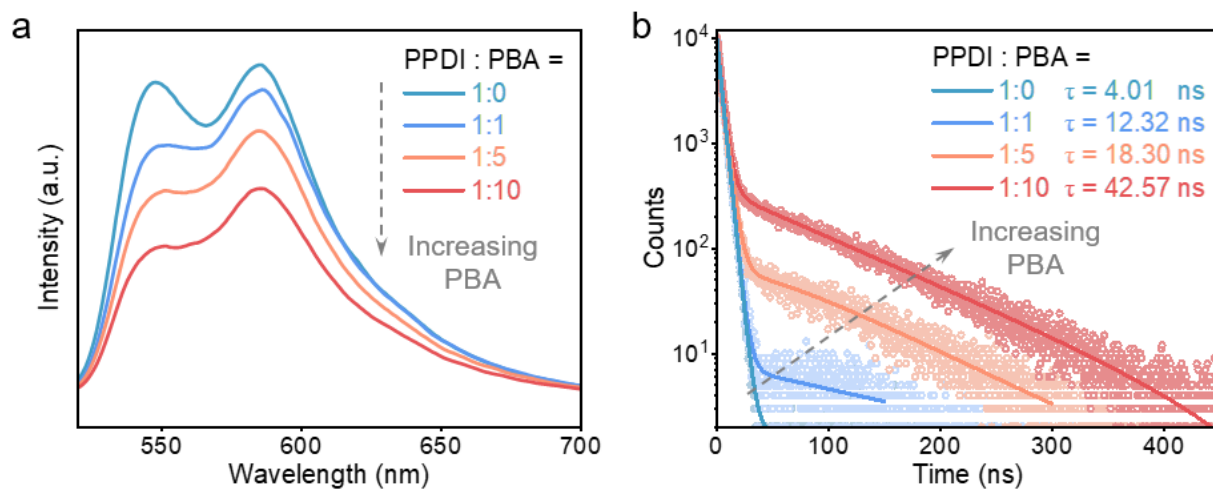 a
PPDI : PBA =
1:0
1:1
1:5
1:10
Increasing
PBA
Intensity (a.u.)
550
600
650
700
Wavelength (nm)
b
PPDI : PBA =
1:0 τ = 4.01 ns
1:1 τ = 12.32 ns
1:5 τ = 18.30 ns
1:10 τ = 42.57 ns
Increasing
PBA
Counts
10⁴
10³
10²
10¹
0
100
200
300
400
Time (ns)